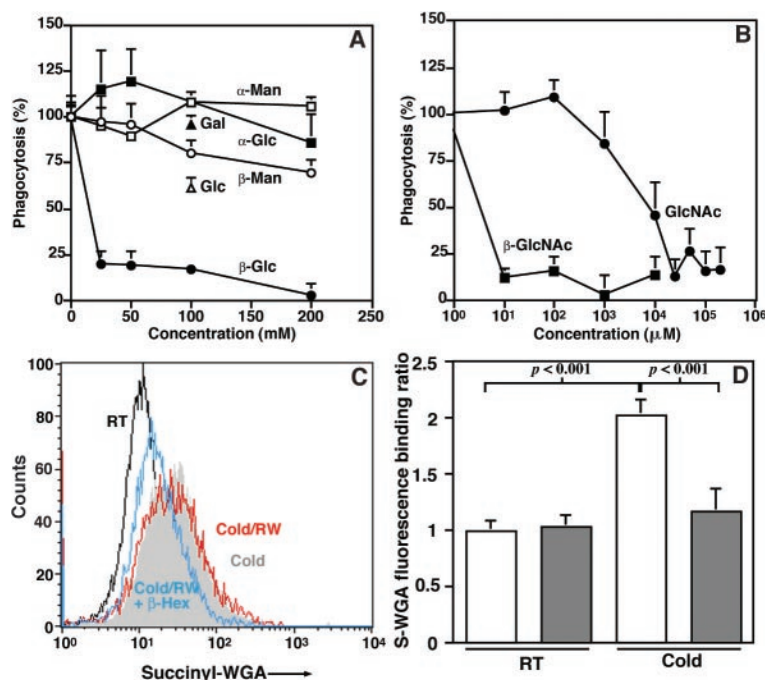 A
Phagocytosis (%)
150
125
100
75
50
25
0
α-Man
Gal
α-Glc
β-Man
Glc
β-Glc
0 50 100 150 200 250
Concentration (mM)
B
Phagocytosis (%)
150
125
100
75
50
25
0
GlcNAc
β-GlcNAc
10⁰ 10¹ 10² 10³ 10⁴ 10⁵ 10⁶
Concentration (μM)
C
Counts
100
80
60
40
20
0
RT
Cold/RW
Cold
Cold/RW
+ β-Hex
10⁰ 10¹ 10² 10³ 10⁴
Succinyl-WGA
D
S-WGA fluorescence binding ratio
2.5
2
1.5
1
0.5
0
p < 0.001 p < 0.001
RT Cold